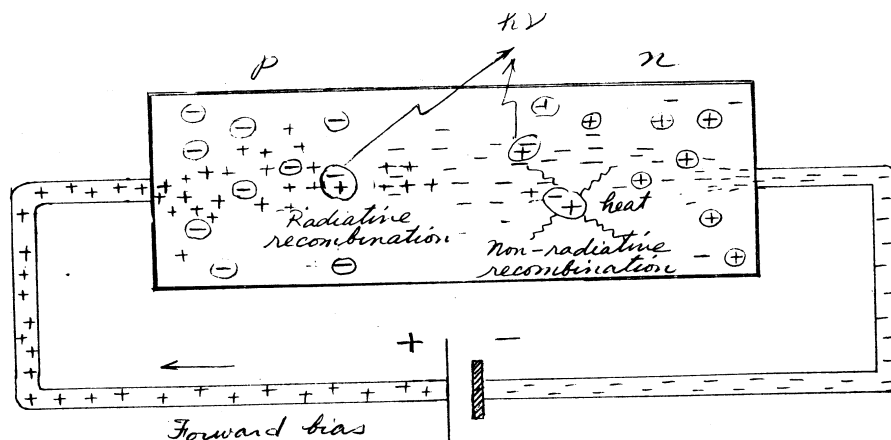 hν
p
n
Radiative
recombination
heat
Non-radiative
recombination
+ −
Forward bias